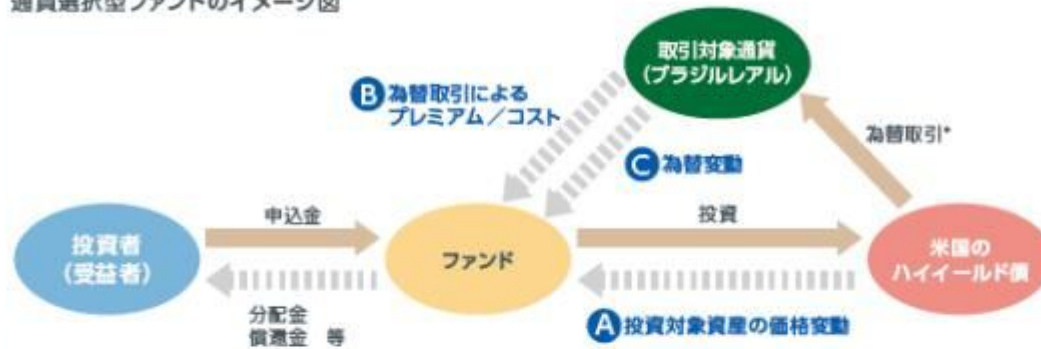 通貨選択型ファンドのイメージ図
取引対象通貨
(ブラジルレアル)
B 為替取引による
プレミアム/コスト
為替取引*
C 為替変動
申込金
投資
投資者
(受益者)
ファンド
米国の
ハイイールド債
分配金
償還金 等
A 投資対象資産の価格変動